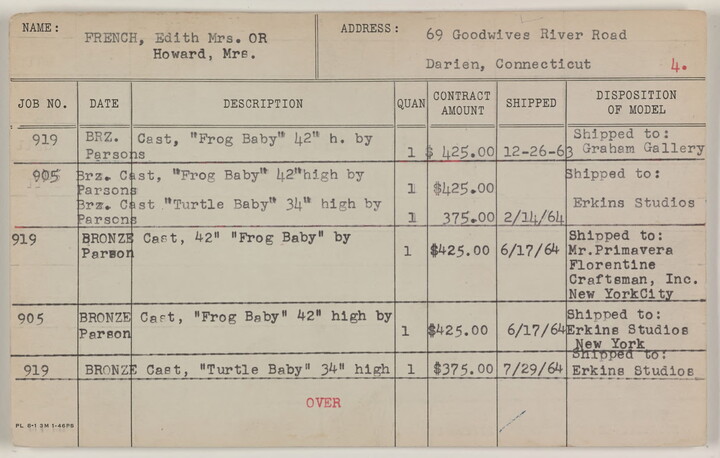 NAME: FRENCH, Edith Mrs. OR
Howard, Mrs.
ADDRESS: 69 Goodwives River Road
Darien, Connecticut 4.
JOB NO. DATE DESCRIPTION QUAN CONTRACT AMOUNT SHIPPED DISPOSITION OF MODEL
919 BRZ. Cast, "Frog Baby" 42" h. by Shipped to:
Parsons 1 $ 425.00 12-26-63 Graham Gallery
905 Brz. Cast, "Frog Baby" 42"high by Shipped to:
Parsons 1 $425.00
Brz. Cast "Turtle Baby" 34" high by Erkins Studios
Parsons 1 375.00 2/14/64
919 BRONZE Cast, 42" "Frog Baby" by Shipped to:
Parson 1 $425.00 6/17/64 Mr.Primavera
Florentine
Craftsman, Inc.
New YorkCity
905 BRONZE Cast, "Frog Baby" 42" high by Shipped to:
Parson 1 $425.00 6/17/64 Erkins Studios
New York
Shipped to:
919 BRONZE Cast, "Turtle Baby" 34" high 1 $375.00 7/29/64 Erkins Studios
OVER
PL 8-1 3M 1-46PB